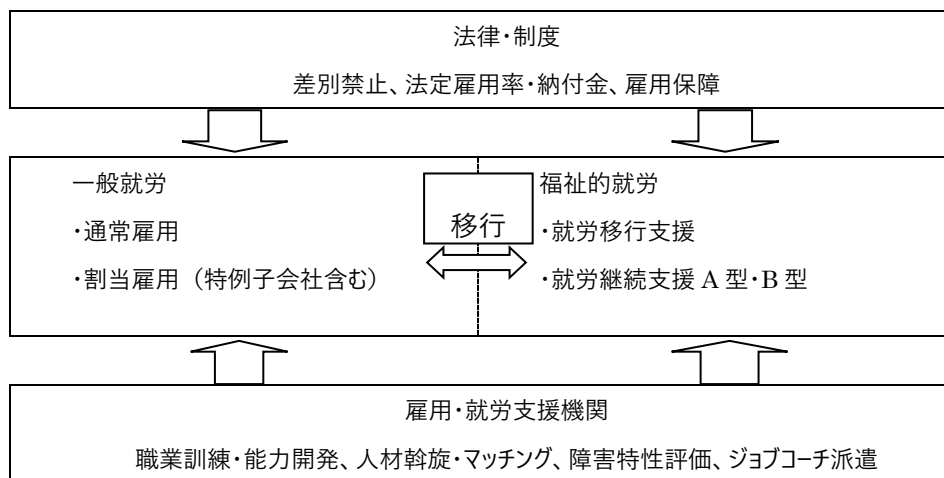 法律・制度
差別禁止、法定雇用率・納付金、雇用保障
一般就労
・通常雇用
・割当雇用（特例子会社含む）
移行
福祉的就労
・就労移行支援
・就労継続支援 A 型・B 型
雇用・就労支援機関
職業訓練・能力開発、人材斡旋・マッチング、障害特性評価、ジョブコーチ派遣